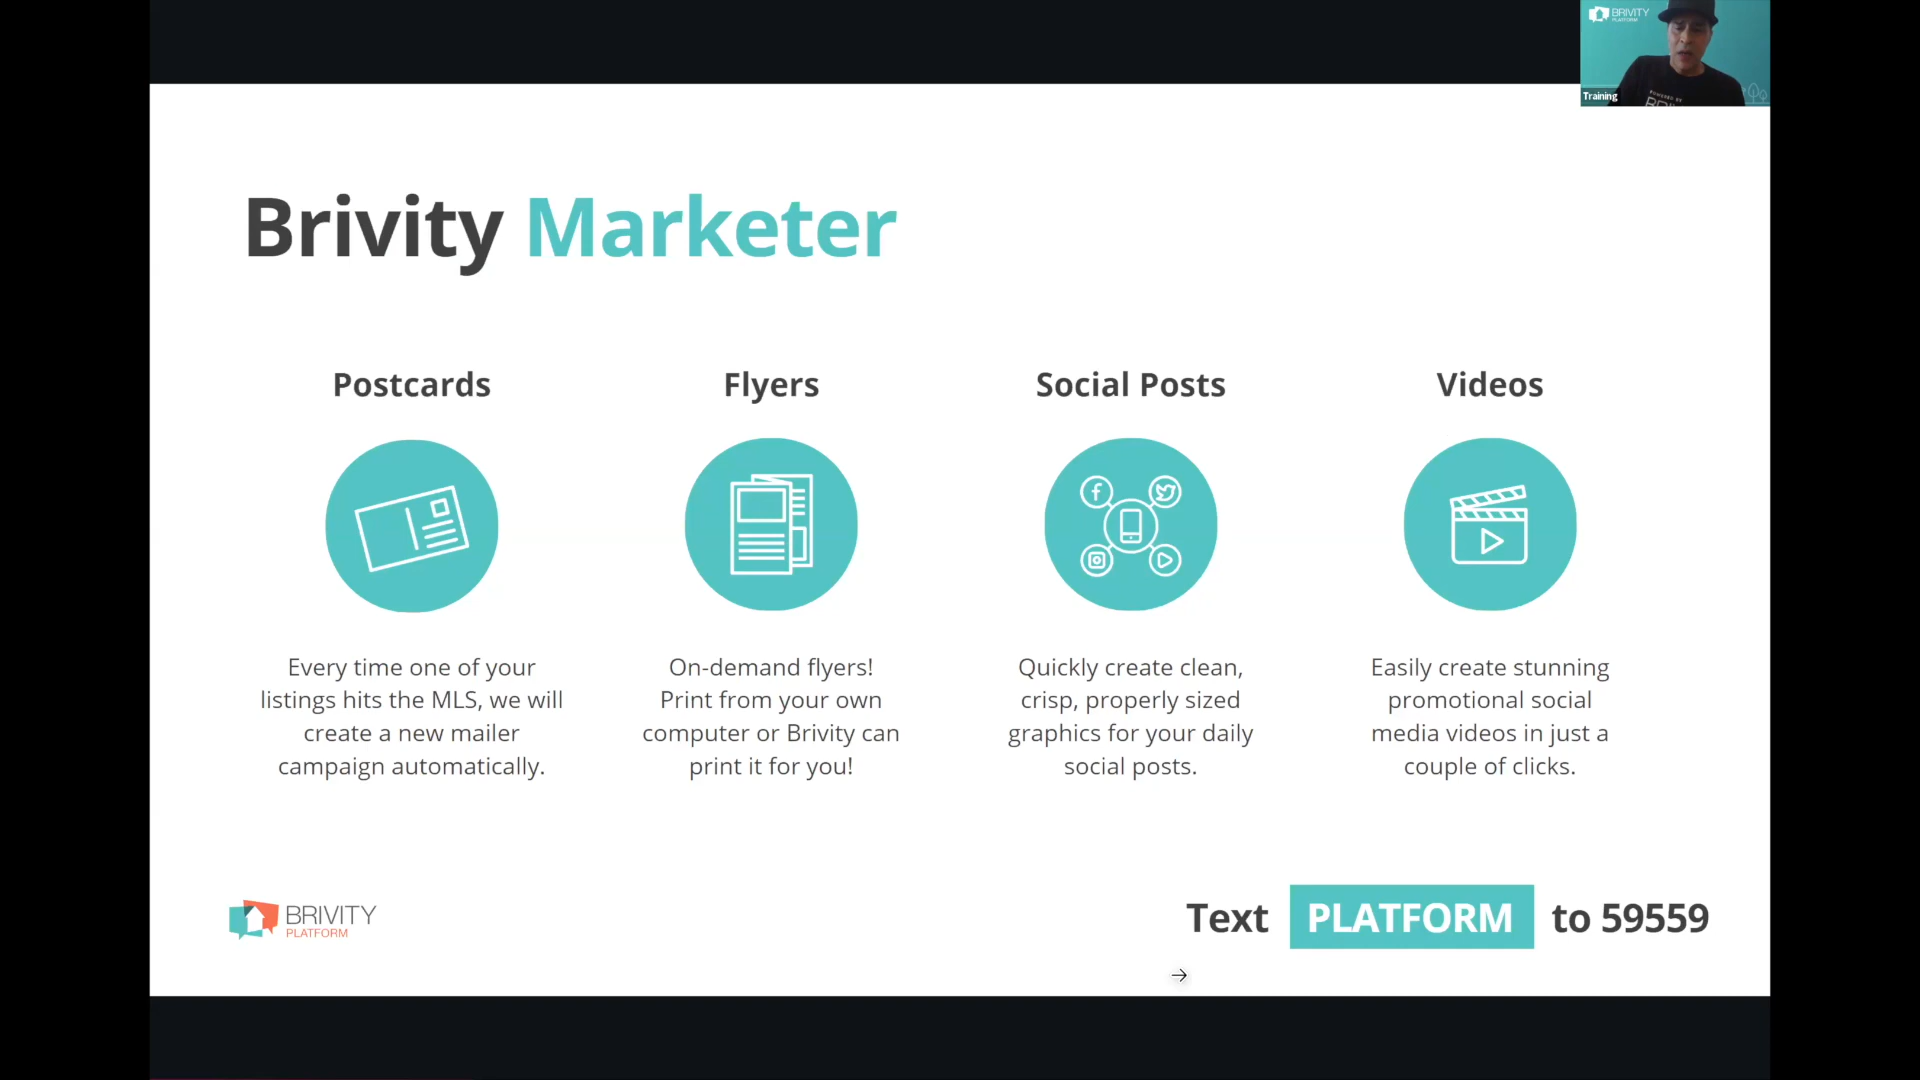 BRIVITY
PLATFORM
Training
Brivity Marketer
Postcards
Every time one of your
listings hits the MLS, we will
create a new mailer
campaign automatically.
Flyers
On-demand flyers!
Print from your own
computer or Brivity can
print it for you!
Social Posts
Quickly create clean,
crisp, properly sized
graphics for your daily
social posts.
Videos
Easily create stunning
promotional social
media videos in just a
couple of clicks.
BRIVITY
PLATFORM
Text PLATFORM to 59559